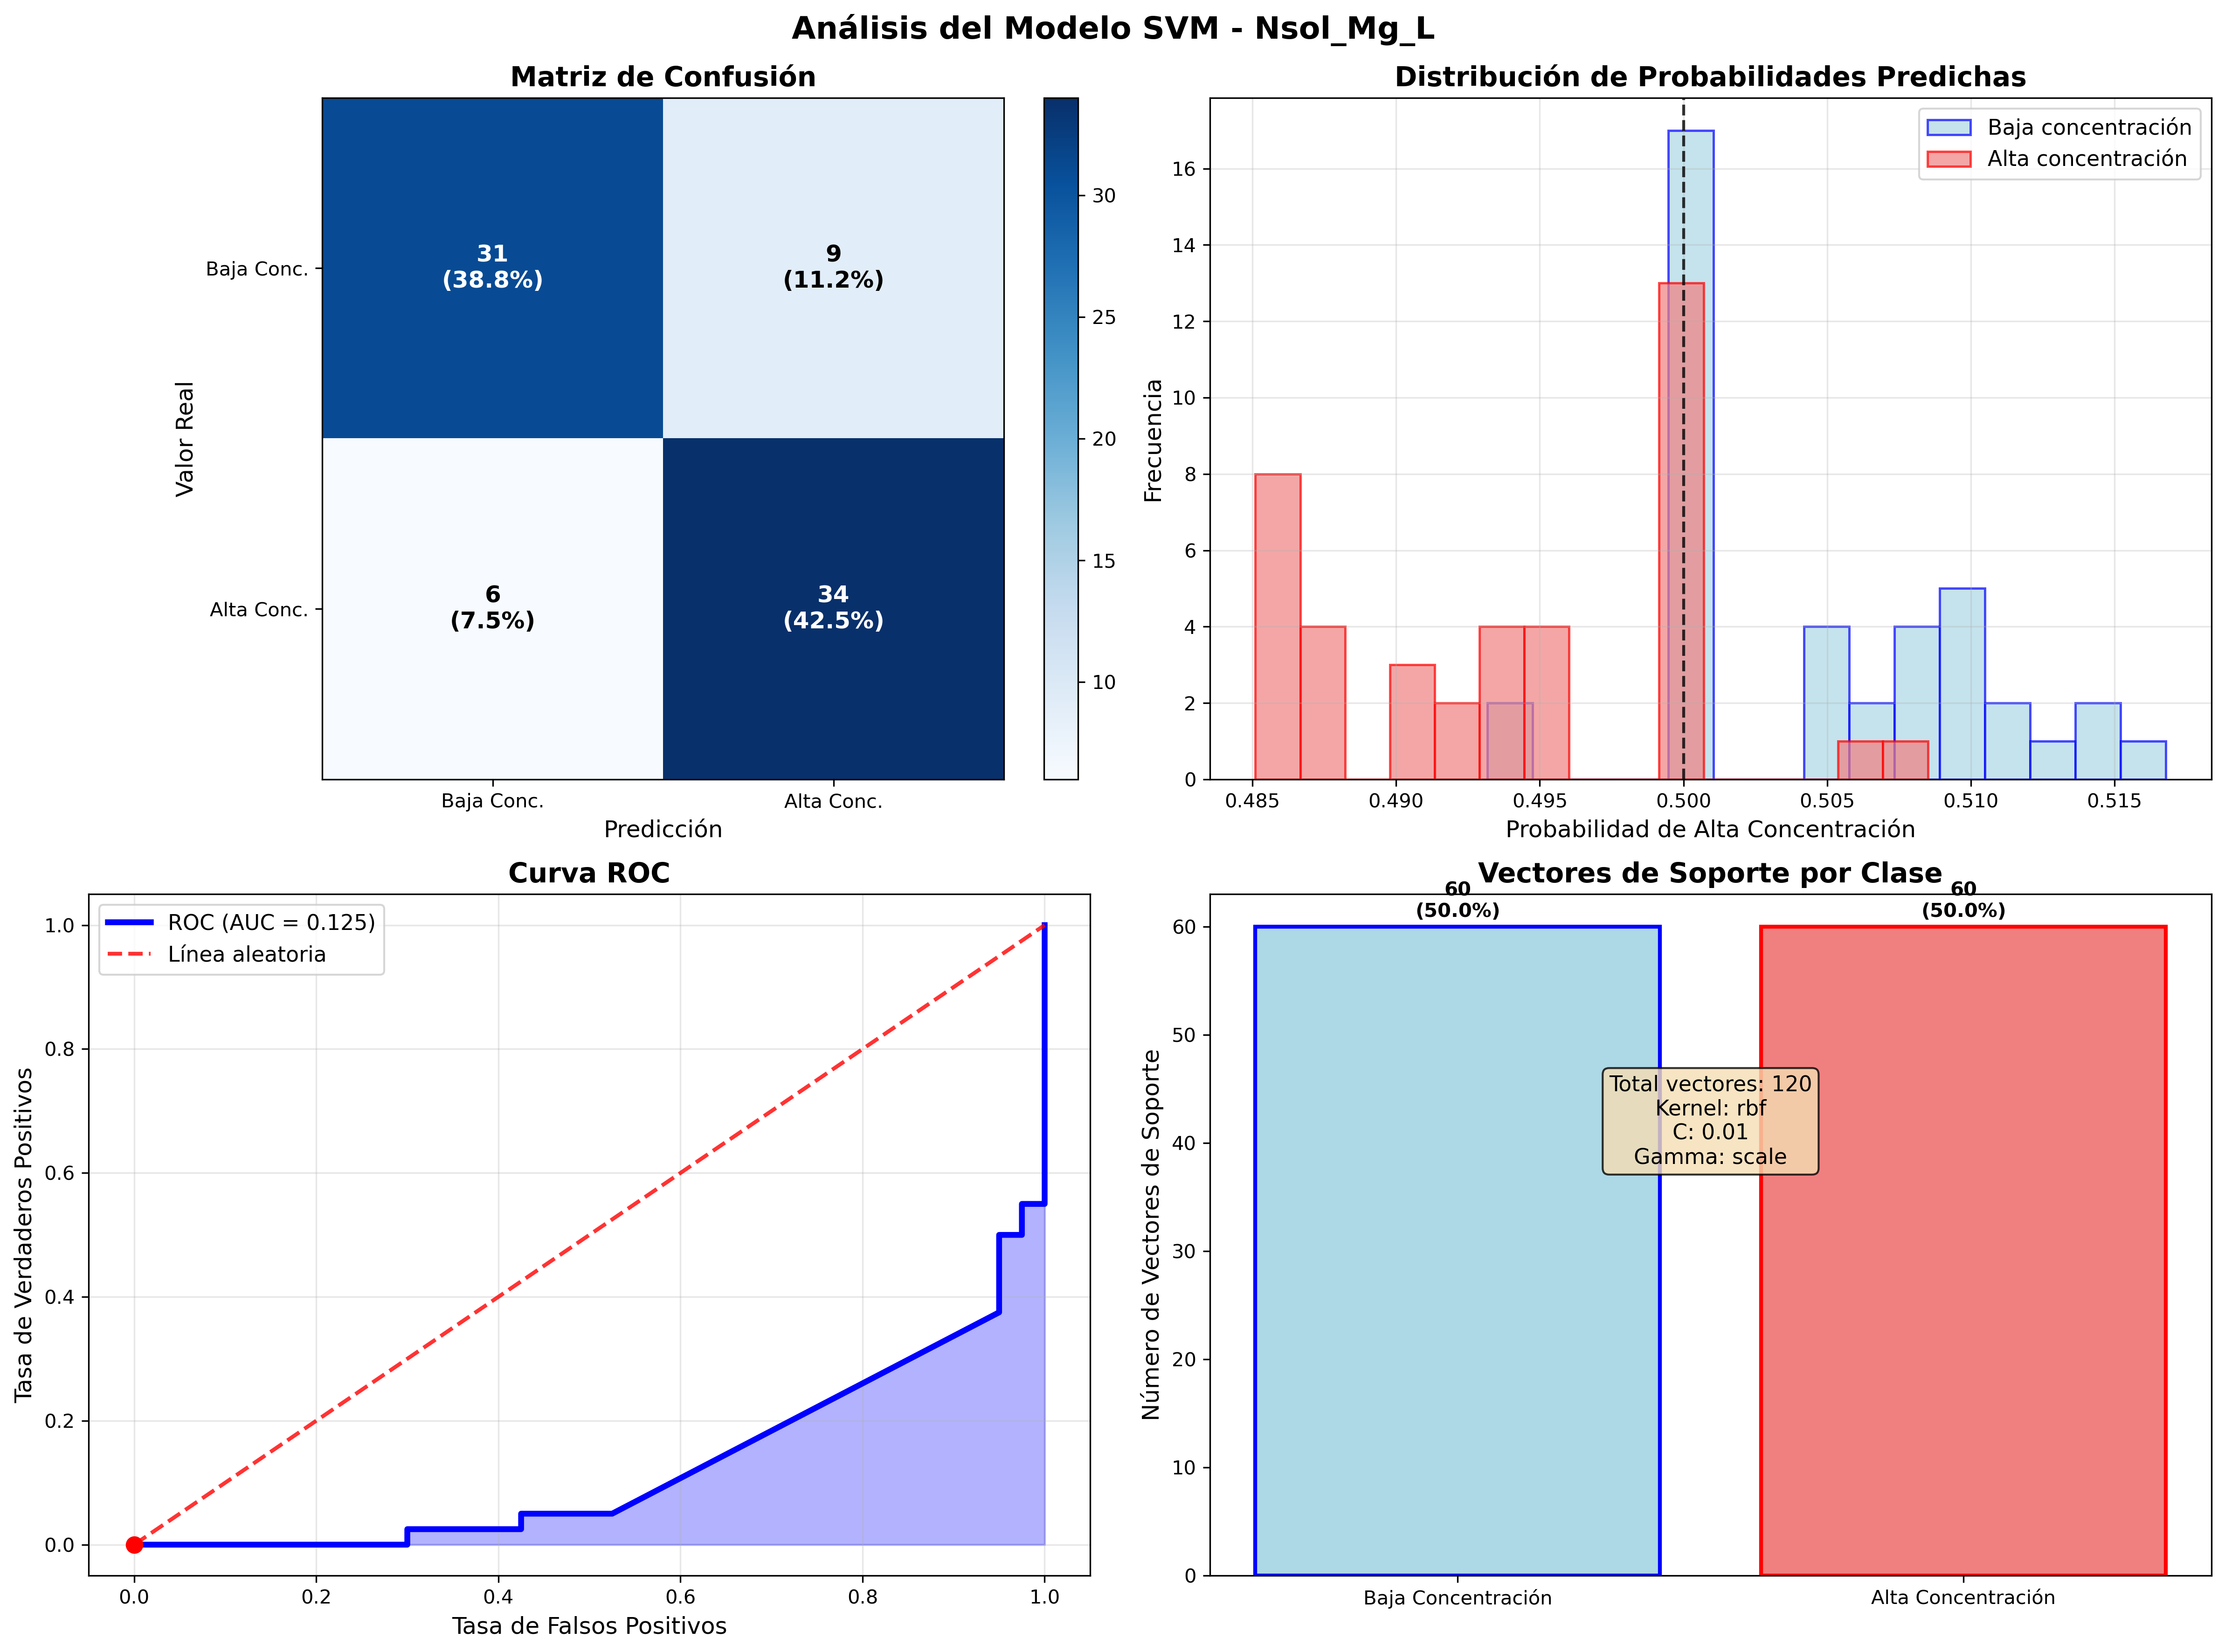 Análisis del Modelo SVM - Nsol_Mg_L
Matriz de Confusión
31
(38.8%)
9
(11.2%)
6
(7.5%)
34
(42.5%)
Baja Conc.
Alta Conc.
Valor Real
Baja Conc.
Alta Conc.
Predicción
30
25
20
15
10
Distribución de Probabilidades Predichas
Baja concentración
Alta concentración
Frecuencia
16
14
12
10
8
6
4
2
0
0.485
0.490
0.495
0.500
0.505
0.510
0.515
Probabilidad de Alta Concentración
Curva ROC
ROC (AUC = 0.125)
Línea aleatoria
Tasa de Verdaderos Positivos
1.0
0.8
0.6
0.4
0.2
0.0
0.0
0.2
0.4
0.6
0.8
1.0
Tasa de Falsos Positivos
Vectores de Soporte por Clase
60
(50.0%)
60
(50.0%)
Total vectores: 120
Kernel: rbf
C: 0.01
Gamma: scale
Número de Vectores de Soporte
60
50
40
30
20
10
0
Baja Concentración
Alta Concentración